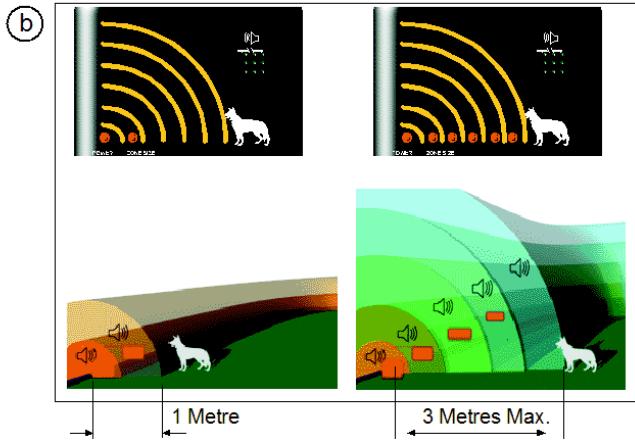 b
POWER ZONE SIZE
POWER ZONE SIZE
1 Metre
3 Metres Max.